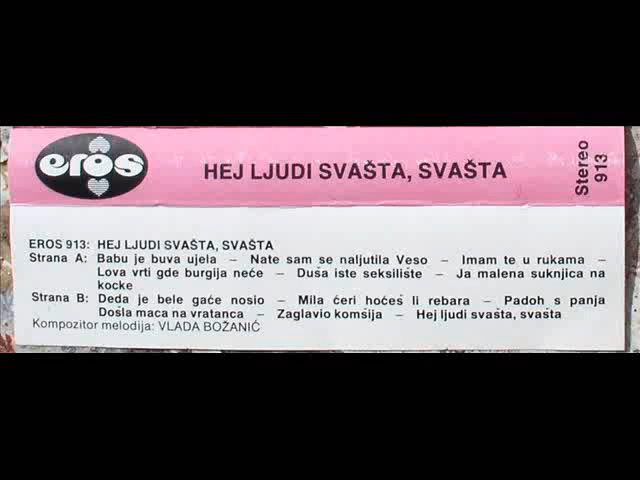 eros
HEJ LJUDI SVAŠTA, SVAŠTA
Stereo
913
EROS 913: HEJ LJUDI SVAŠTA, SVAŠTA
Strana A: Babu je buva ujela – Nate sam se naljutila Veso – Imam te u rukama –
Lova vrti gde burgija neće – Duša iste seksiliste – Ja malena suknjica na
kocke
Strana B: Deda je bele gaće nosio – Mila ćeri hoćeš li rebara – Padoh s panja
Došla maca na vratanca – Zaglavio komšija – Hej ljudi svašta, svašta
Kompozitor melodija: VLADA BOŽANIĆ